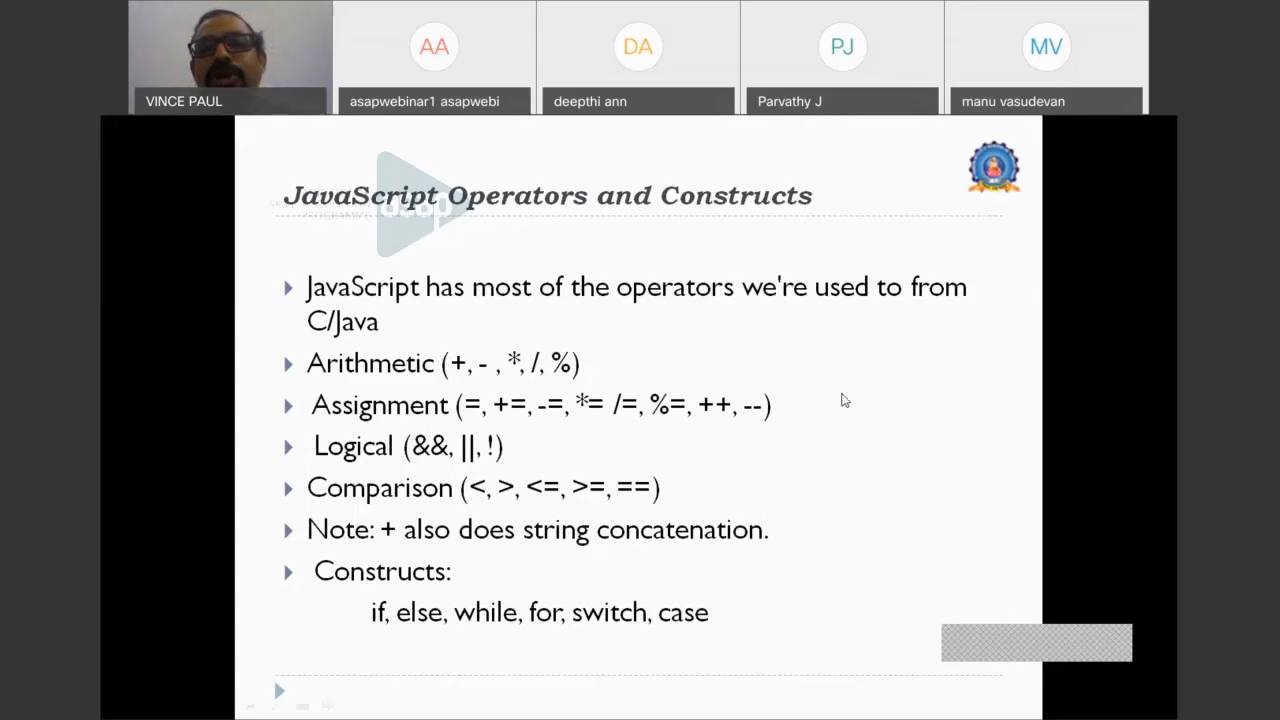 AA
DA
PJ
MV
VINCE PAUL
asapwebinar1 asapwebi
deepthi ann
Parvathy J
manu vasudevan
JavaScript Operators and Constructs
asap
JavaScript has most of the operators we're used to from
C/Java
Arithmetic (+, - , *, /, %)
Assignment (=, +=, -=, *= /=, %=, ++, --)
Logical (&&, ||, !)
Comparison (<, >, <=, >=, ==)
Note: + also does string concatenation.
Constructs:
if, else, while, for, switch, case